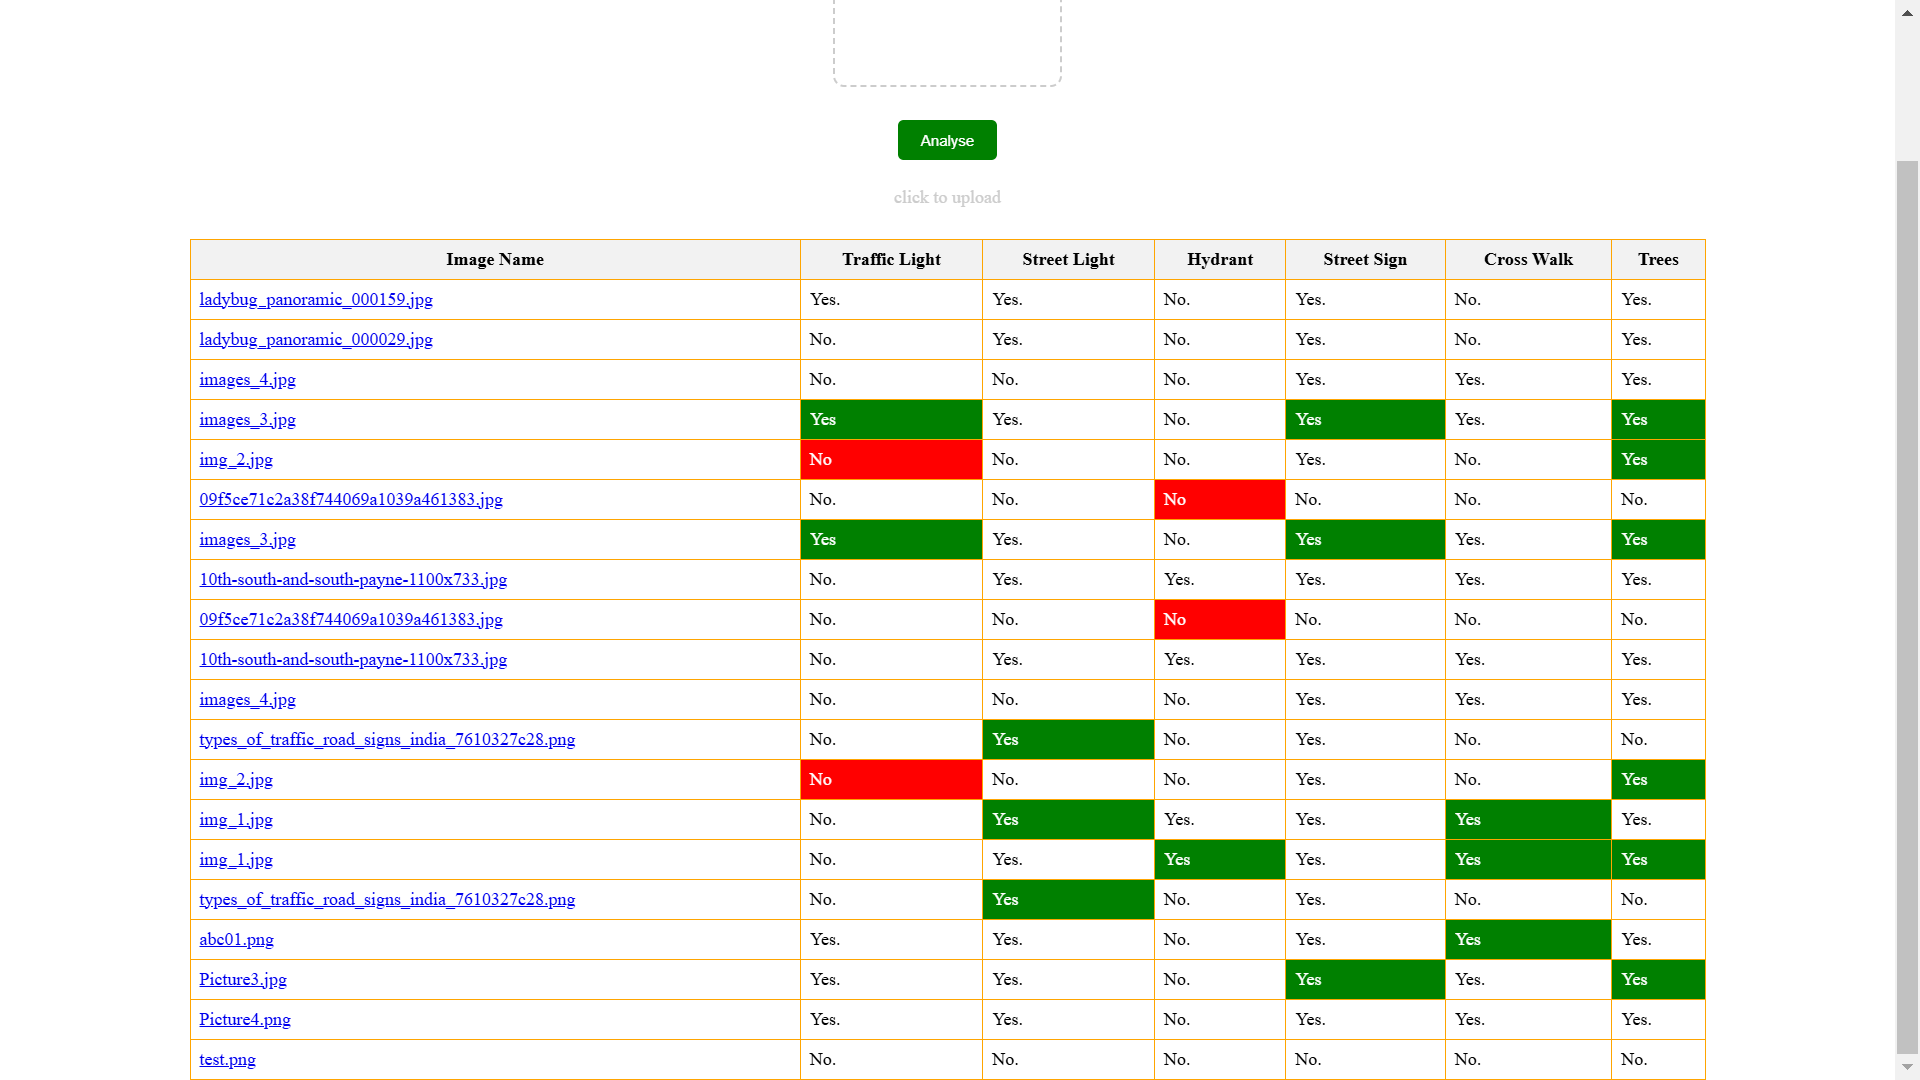 Analyse
click to upload
Image Name Traffic Light Street Light Hydrant Street Sign Cross Walk Trees
ladybug_panoramic_000159.jpg Yes. Yes. No. Yes. No. Yes.
ladybug_panoramic_000029.jpg No. Yes. No. Yes. No. Yes.
images_4.jpg No. No. No. Yes. Yes. Yes.
images_3.jpg Yes Yes. No. Yes Yes. Yes
img_2.jpg No No. No. Yes. No. Yes
09f5ce71c2a38f744069a1039a461383.jpg No. No. No No. No. No.
images_3.jpg Yes Yes. No. Yes Yes. Yes
10th-south-and-south-payne-1100x733.jpg No. Yes. Yes. Yes. Yes. Yes.
09f5ce71c2a38f744069a1039a461383.jpg No. No. No No. No. No.
10th-south-and-south-payne-1100x733.jpg No. Yes. Yes. Yes. Yes. Yes.
images_4.jpg No. No. No. Yes. Yes. Yes.
types_of_traffic_road_signs_india_7610327c28.png No. Yes No. Yes. No. No.
img_2.jpg No No. No. Yes. No. Yes
img_1.jpg No. Yes Yes. Yes. Yes Yes.
img_1.jpg No. Yes. Yes Yes. Yes Yes
types_of_traffic_road_signs_india_7610327c28.png No. Yes No. Yes. No. No.
abc01.png Yes. Yes. No. Yes. Yes Yes.
Picture3.jpg Yes. Yes. No. Yes Yes. Yes
Picture4.png Yes. Yes. No. Yes. Yes. Yes.
test.png No. No. No. No. No. No.